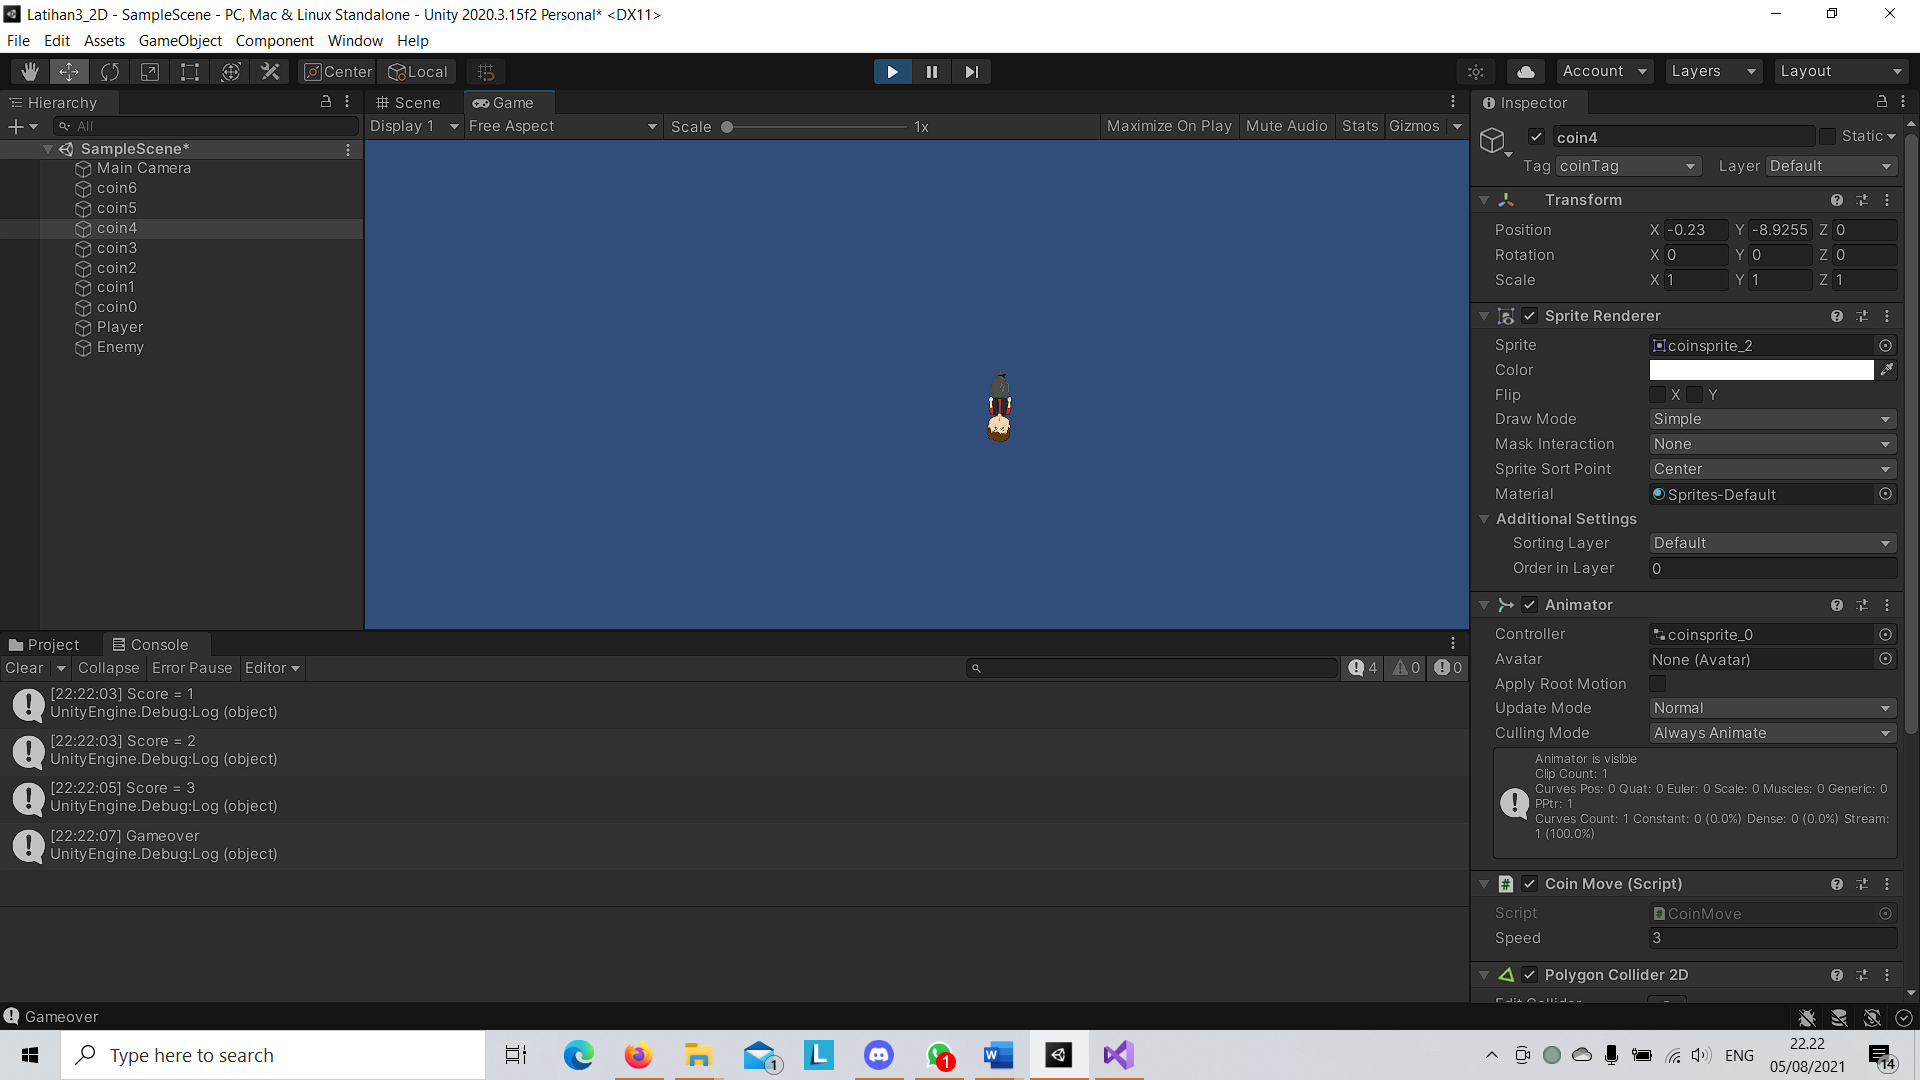 Latihan3_2D - SampleScene - PC, Mac & Linux Standalone - Unity 2020.3.15f2 Personal* <DX11>
File Edit Assets GameObject Component Window Help
Center Local Account Layers Layout
Hierarchy
All
SampleScene*
Main Camera
coin6
coin5
coin4
coin3
coin2
coin1
coin0
Player
Enemy
Scene Game
Display 1 Free Aspect Scale 1x Maximize On Play Mute Audio Stats Gizmos
Inspector
coin4 Static
Tag coinTag Layer Default
Transform
Position X -0.23 Y -8.9255 Z 0
Rotation X 0 Y 0 Z 0
Scale X 1 Y 1 Z 1
Sprite Renderer
Sprite coinsprite_2
Color
Flip X Y
Draw Mode Simple
Mask Interaction None
Sprite Sort Point Center
Material Sprites-Default
Additional Settings
Sorting Layer Default
Order in Layer 0
Animator
Controller coinsprite_0
Avatar None (Avatar)
Apply Root Motion
Update Mode Normal
Culling Mode Always Animate
Animator is visible
Clip Count: 1
Curves Pos: 0 Quat: 0 Euler: 0 Scale: 0 Muscles: 0 Generic: 0
PPtr: 1
Curves Count: 1 Constant: 0 (0.0%) Dense: 0 (0.0%) Stream:
1 (100.0%)
Coin Move (Script)
Script CoinMove
Speed 3
Polygon Collider 2D
Edit Collider
Project Console
Clear Collapse Error Pause Editor 4 0 0
[22:22:03] Score = 1
UnityEngine.Debug:Log (object)
[22:22:03] Score = 2
UnityEngine.Debug:Log (object)
[22:22:05] Score = 3
UnityEngine.Debug:Log (object)
[22:22:07] Gameover
UnityEngine.Debug:Log (object)
Gameover
Type here to search 1 L 1 W ENG
22.22
05/08/2021
14